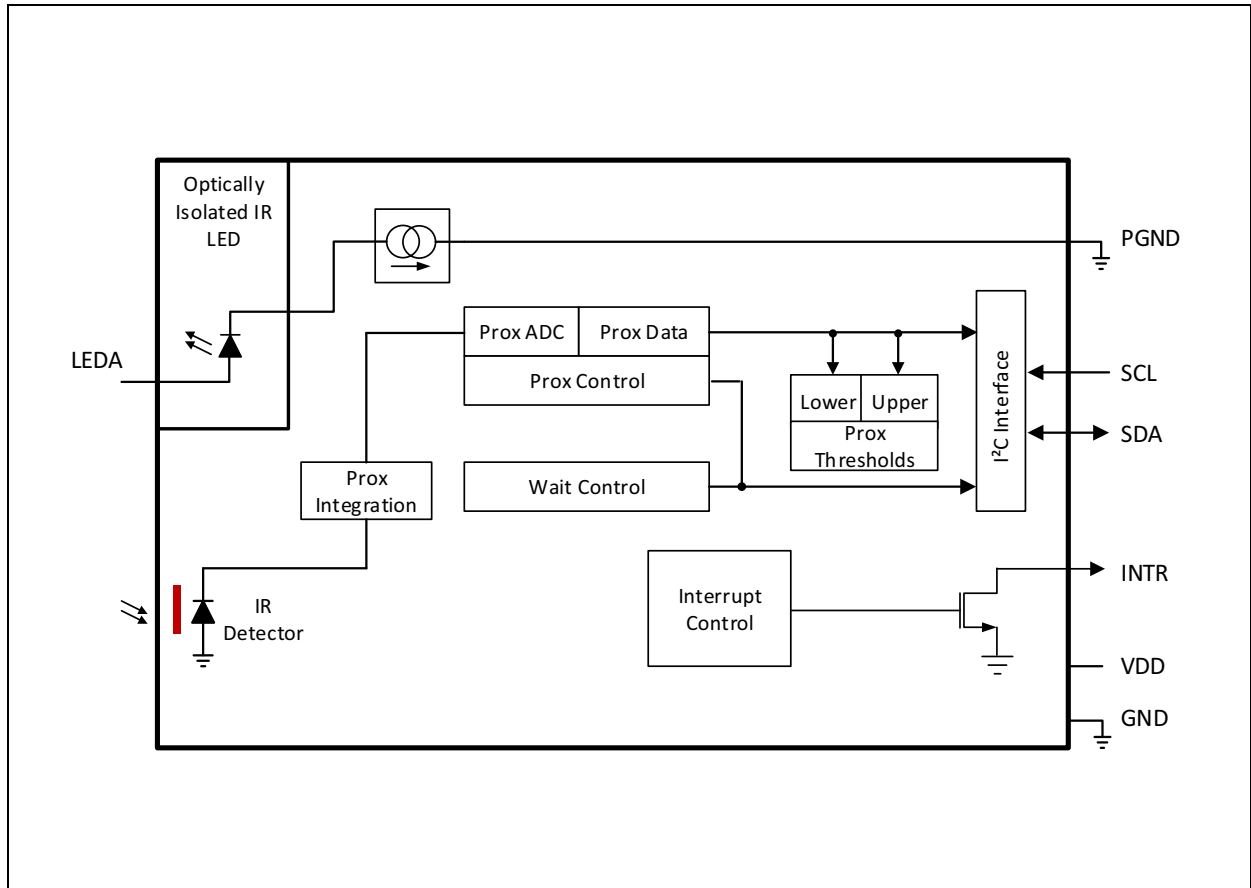 Optically
Isolated IR
LED
PGND
Prox ADC
Prox Data
LEDA
Prox Control
Lower
Upper
Prox
Thresholds
I²C Interface
SCL
SDA
Prox
Integration
Wait Control
IR
Detector
Interrupt
Control
INTR
VDD
GND